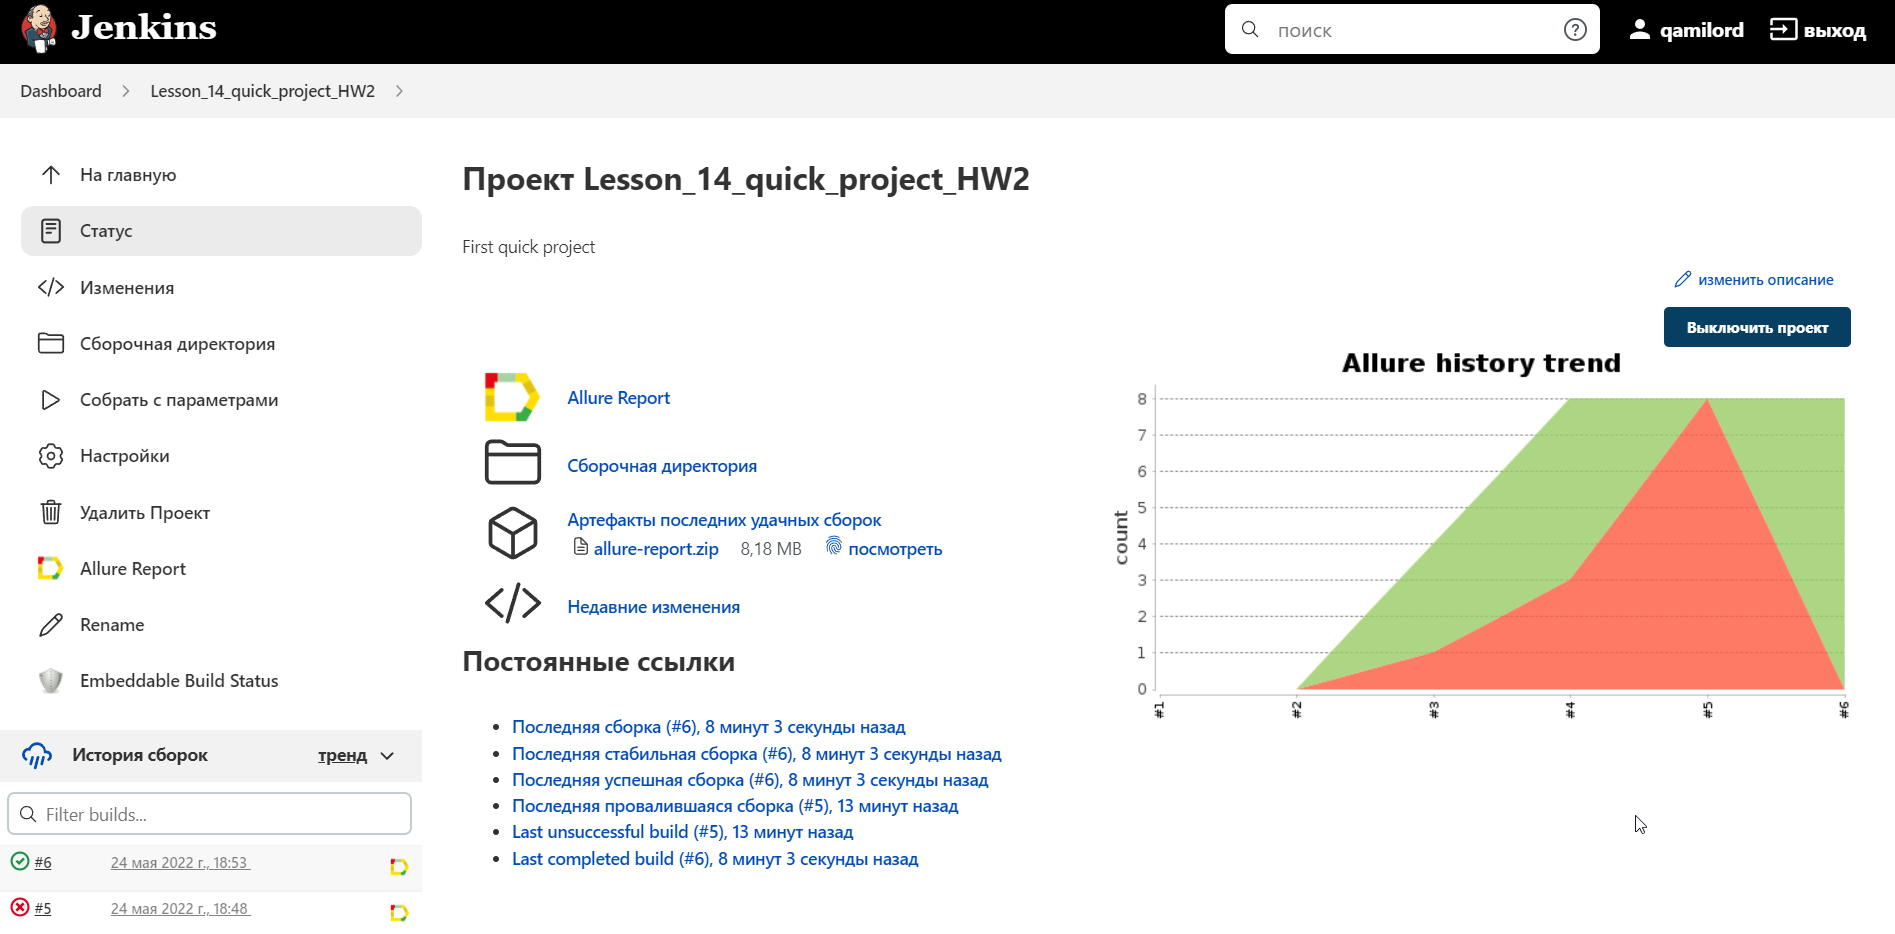 Jenkins
поиск
qamilord
выход
Dashboard
Lesson_14_quick_project_HW2
На главную
Статус
Изменения
Сборочная директория
Собрать с параметрами
Настройки
Удалить Проект
Allure Report
Rename
Embeddable Build Status
История сборок
тренд
Filter builds...
#6
24 мая 2022 г., 18:53
#5
24 мая 2022 г., 18:48
Проект Lesson_14_quick_project_HW2
First quick project
изменить описание
Выключить проект
Allure Report
Сборочная директория
Артефакты последних удачных сборок
allure-report.zip 8,18 MB посмотреть
Недавние изменения
Постоянные ссылки
Последняя сборка (#6), 8 минут 3 секунды назад
Последняя стабильная сборка (#6), 8 минут 3 секунды назад
Последняя успешная сборка (#6), 8 минут 3 секунды назад
Последняя провалившаяся сборка (#5), 13 минут назад
Last unsuccessful build (#5), 13 минут назад
Last completed build (#6), 8 минут 3 секунды назад
Allure history trend
count
8
7
6
5
4
3
2
1
0
#1
#2
#3
#4
#5
#6